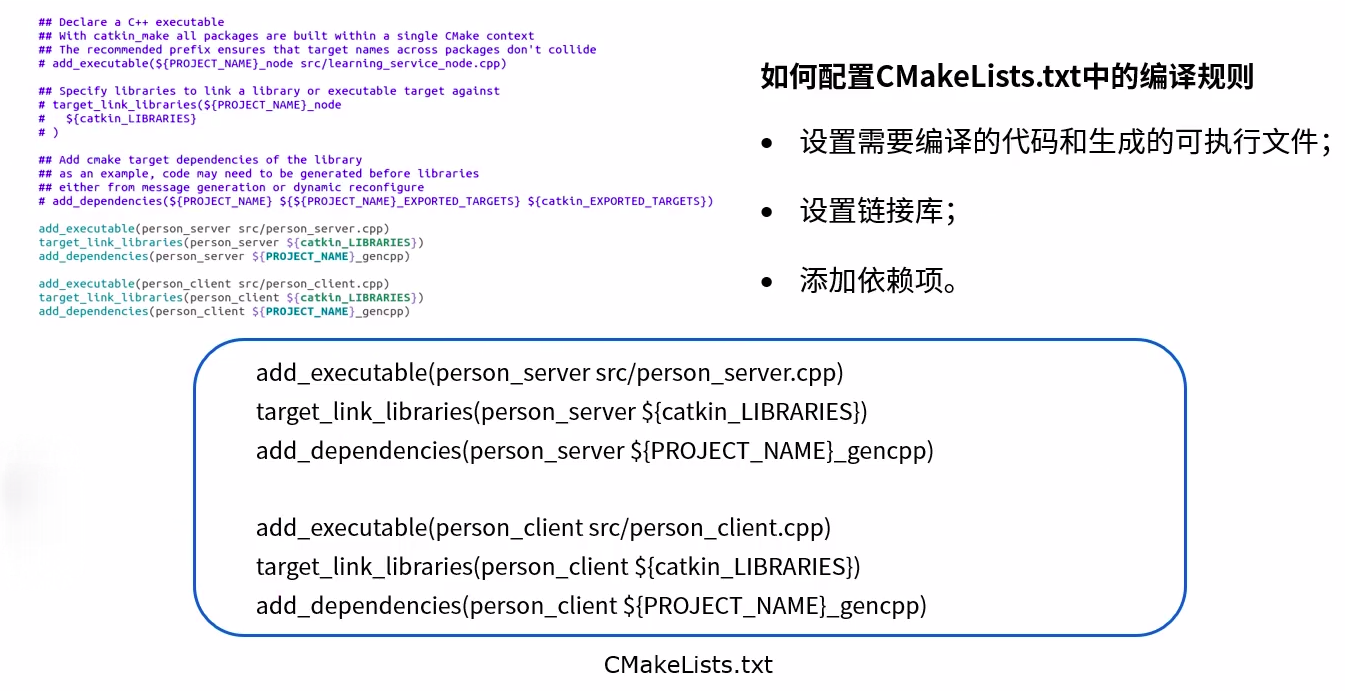 ## Declare a C++ executable
## With catkin_make all packages are built within a single CMake context
## The recommended prefix ensures that target names across packages don't collide
# add_executable(${PROJECT_NAME}_node src/learning_service_node.cpp)
## Specify libraries to link a library or executable target against
# target_link_libraries(${PROJECT_NAME}_node
#   ${catkin_LIBRARIES}
# )
## Add cmake target dependencies of the library
## as an example, code may need to be generated before libraries
## either from message generation or dynamic reconfigure
# add_dependencies(${PROJECT_NAME} ${${PROJECT_NAME}_EXPORTED_TARGETS} ${catkin_EXPORTED_TARGETS})
add_executable(person_server src/person_server.cpp)
target_link_libraries(person_server ${catkin_LIBRARIES})
add_dependencies(person_server ${PROJECT_NAME}_gencpp)
add_executable(person_client src/person_client.cpp)
target_link_libraries(person_client ${catkin_LIBRARIES})
add_dependencies(person_client ${PROJECT_NAME}_gencpp)
如何配置CMakeLists.txt中的编译规则
• 设置需要编译的代码和生成的可执行文件；
• 设置链接库；
• 添加依赖项。
add_executable(person_server src/person_server.cpp)
target_link_libraries(person_server ${catkin_LIBRARIES})
add_dependencies(person_server ${PROJECT_NAME}_gencpp)
add_executable(person_client src/person_client.cpp)
target_link_libraries(person_client ${catkin_LIBRARIES})
add_dependencies(person_client ${PROJECT_NAME}_gencpp)
CMakeLists.txt